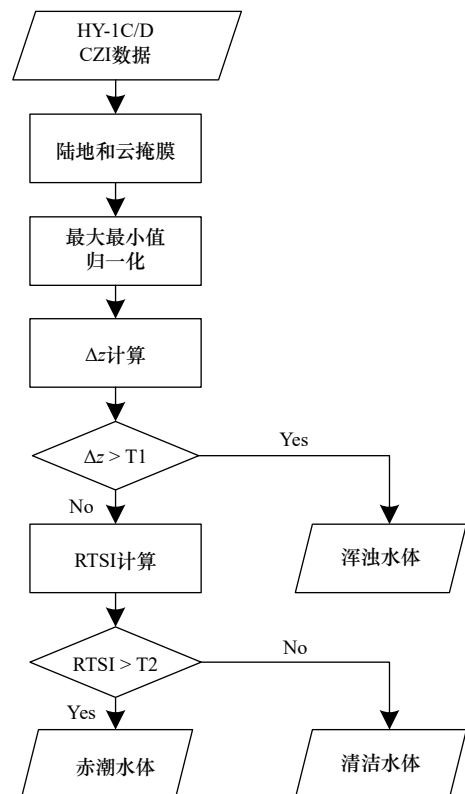 HY-1C/D
CZI数据
陆地和云掩膜
最大最小值
归一化
Δz计算
Δz > T1
Yes
No
RTSI计算
浑浊水体
RTSI > T2
No
Yes
赤潮水体
清洁水体